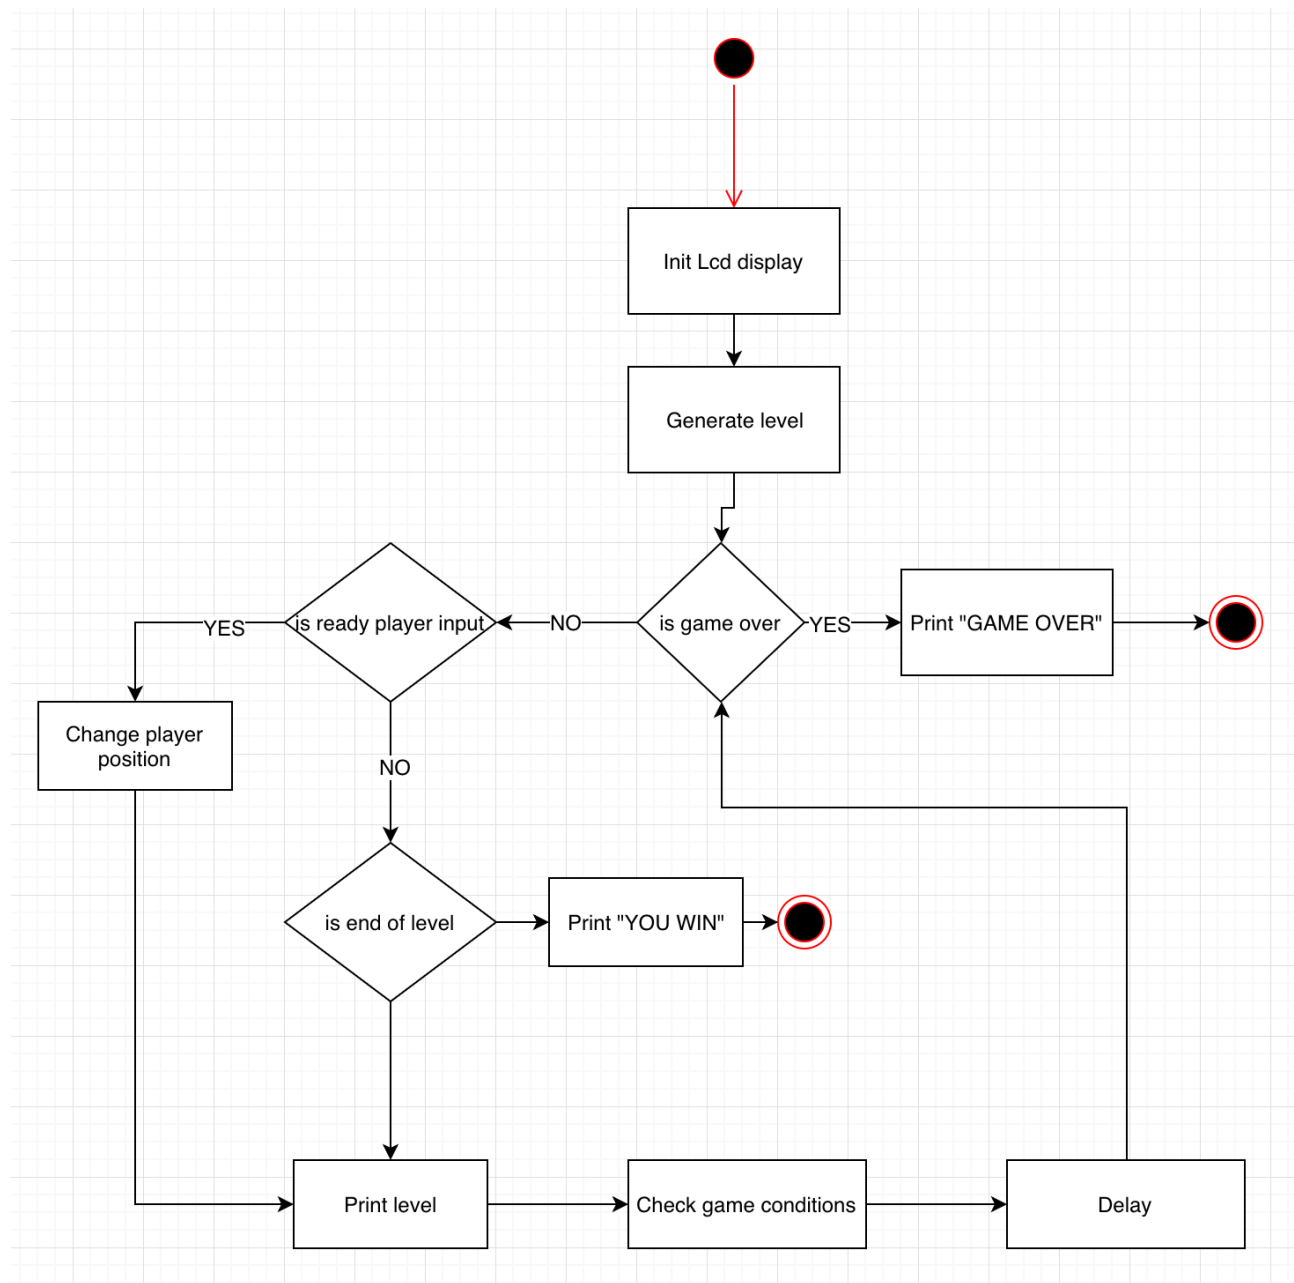 Init Lcd display
Generate level
is ready player input
NO
is game over
YES
Print "GAME OVER"
YES
Change player
position
NO
is end of level
Print "YOU WIN"
Print level
Check game conditions
Delay